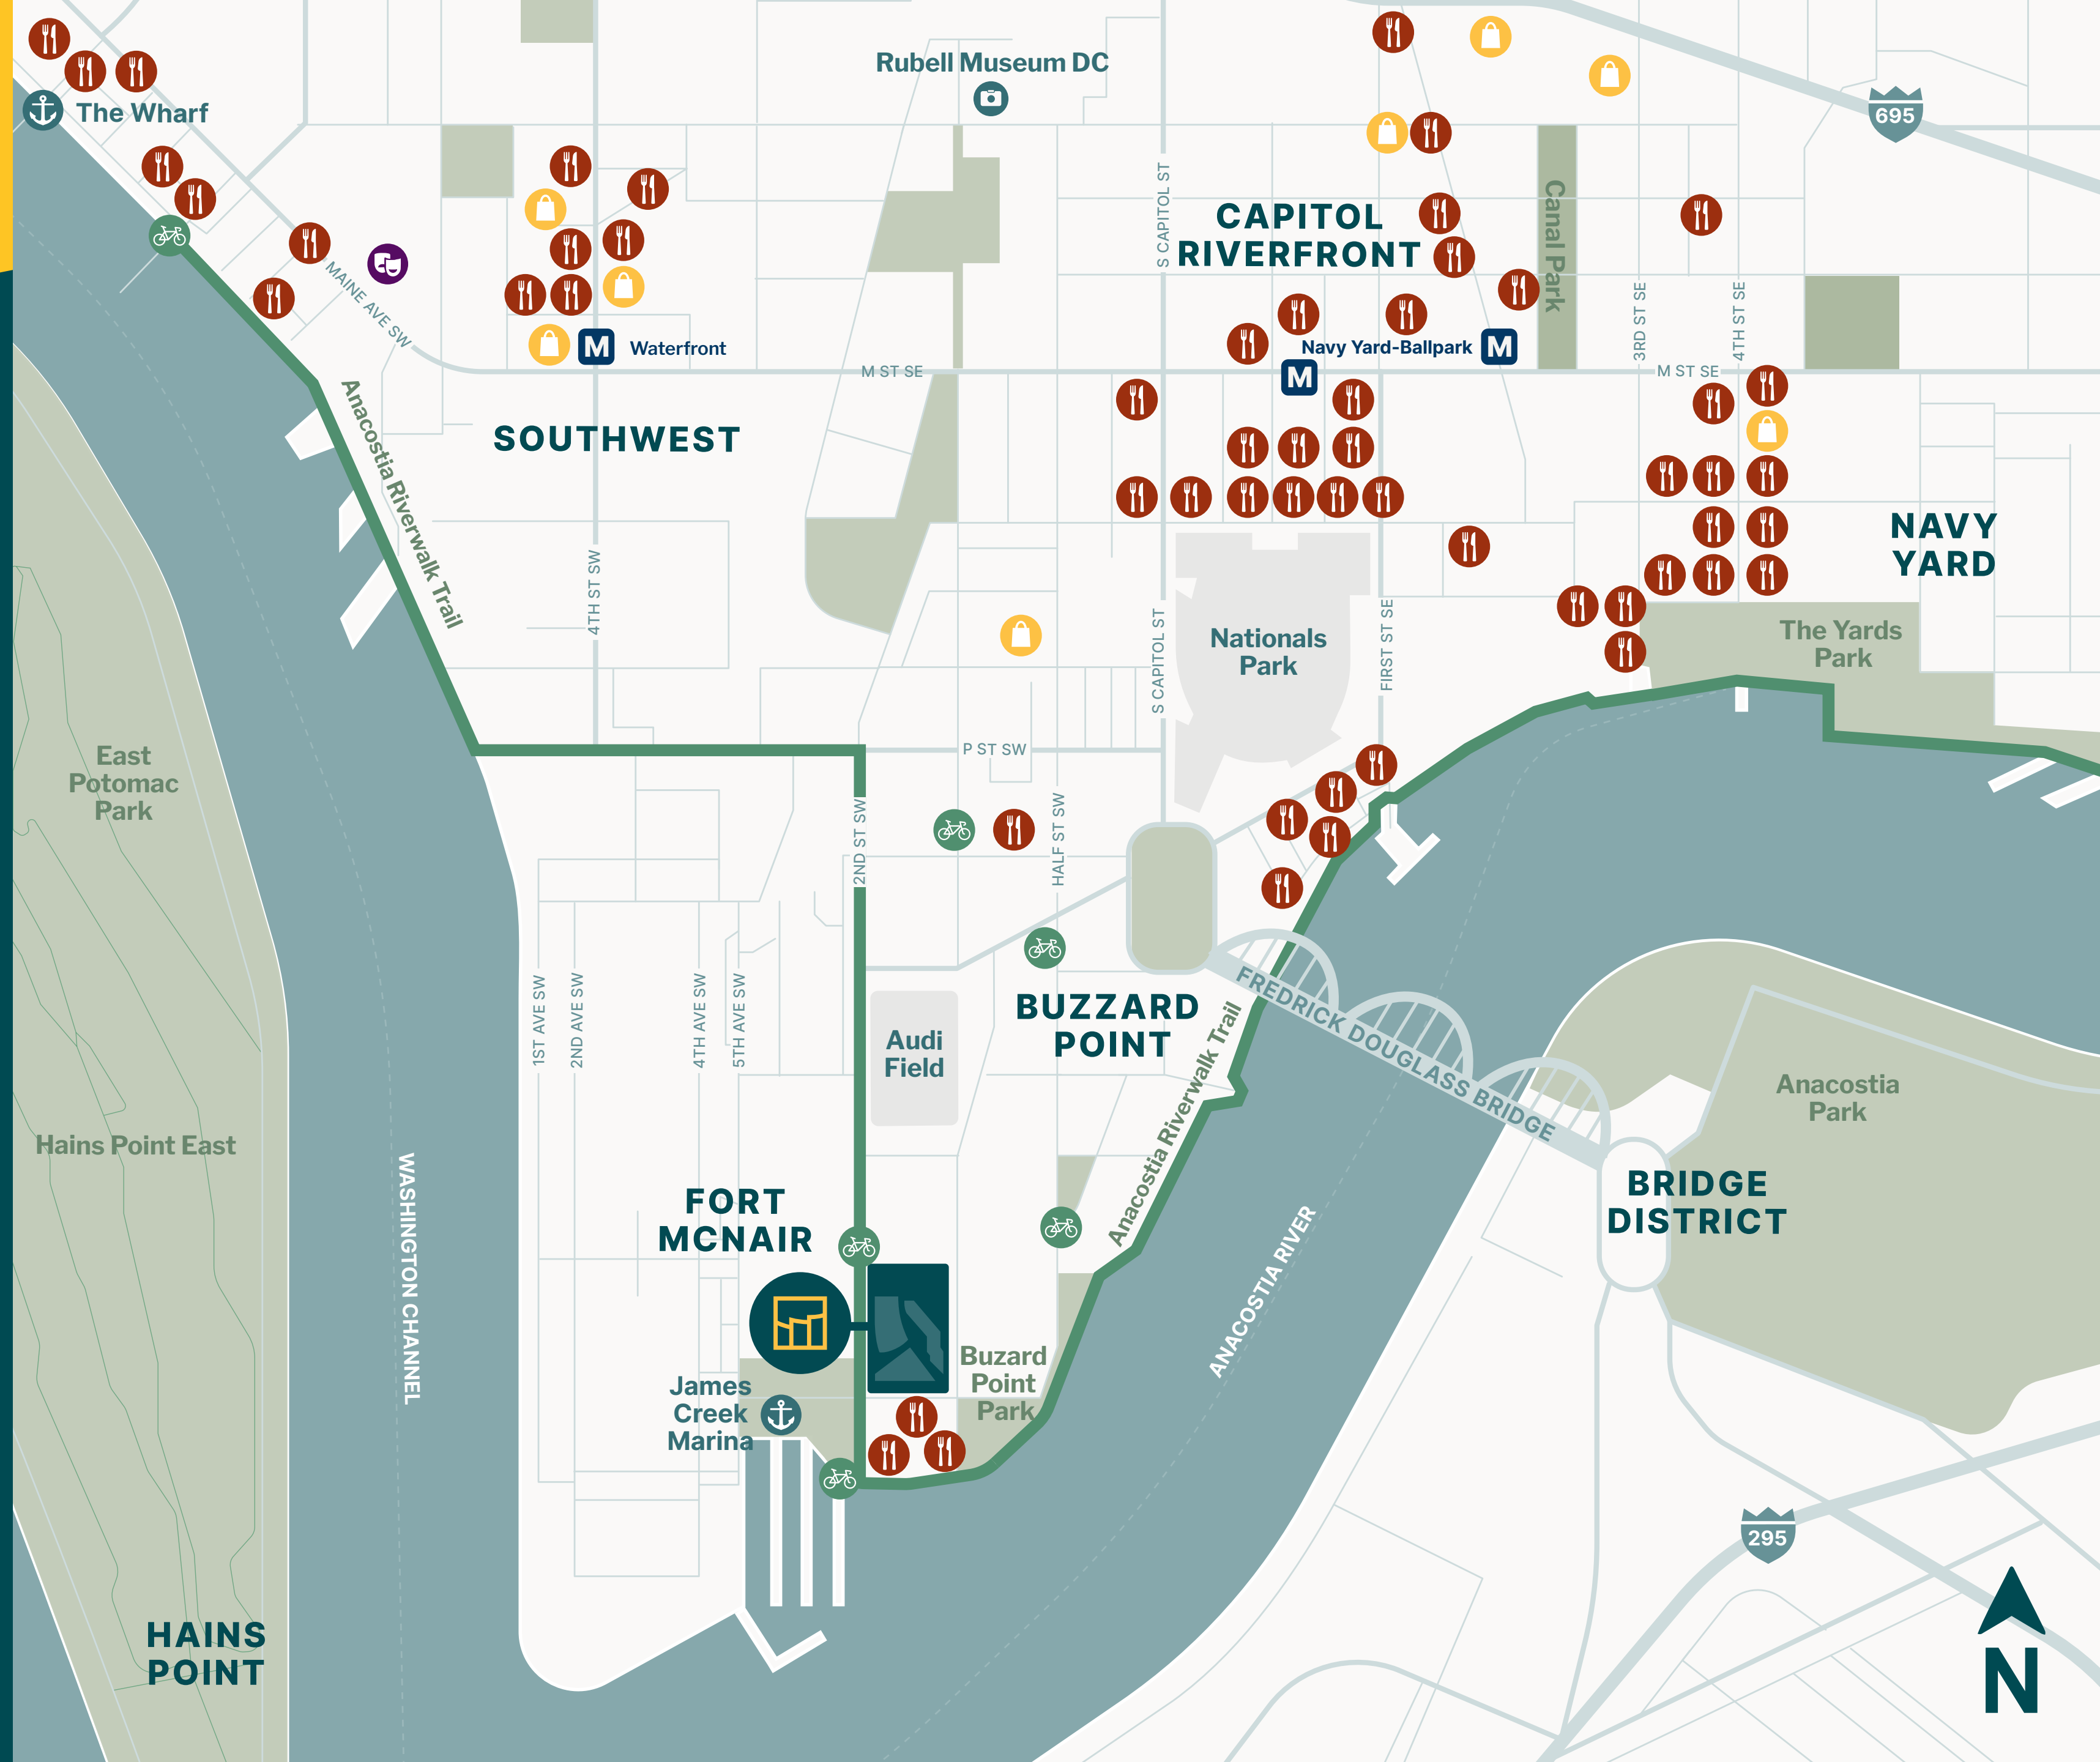 Rubell Museum DC
The Wharf
695
CAPITOL
RIVERFRONT
S CAPITOL ST
Canal Park
MAINE AVE SW
3RD ST SE
4TH ST SE
M
Waterfront
Navy Yard-Ballpark
M
M
M ST SE
M ST SE
SOUTHWEST
Anacostia Riverwalk Trail
NAVY
YARD
4TH ST SW
Nationals
Park
S CAPITOL ST
FIRST ST SE
The Yards
Park
East
Potomac
Park
P ST SW
2ND ST SW
HALF ST SW
FREDRICK DOUGLASS BRIDGE
BUZZARD
POINT
1ST AVE SW
2ND AVE SW
4TH AVE SW
5TH AVE SW
Audi
Field
Anacostia Riverwalk Trail
Anacostia
Park
Hains Point East
WASHINGTON CHANNEL
FORT
MCNAIR
BRIDGE
DISTRICT
ANACOSTIA RIVER
Buzard
Point
Park
James
Creek
Marina
295
HAINS
POINT
N